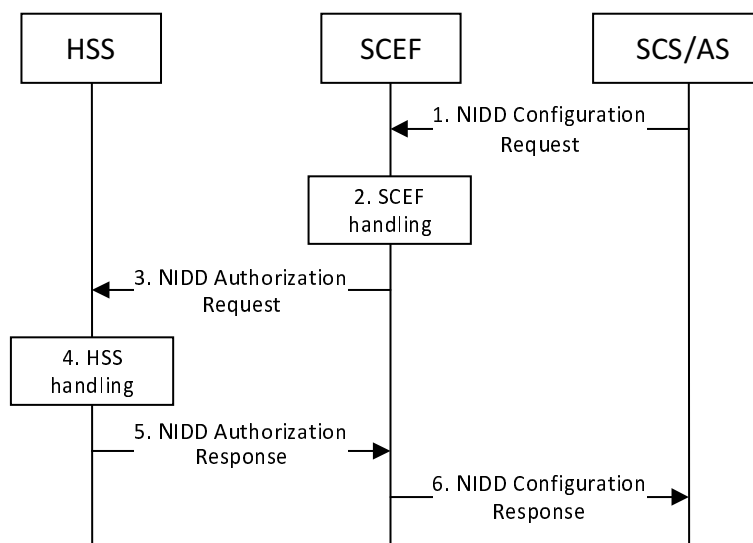 HSS
SCEF
SCS/AS
1. NIDD Configuration
Request
2. SCEF
handling
3. NIDD Authorization
Request
4. HSS
handling
5. NIDD Authorization
Response
6. NIDD Configuration
Response